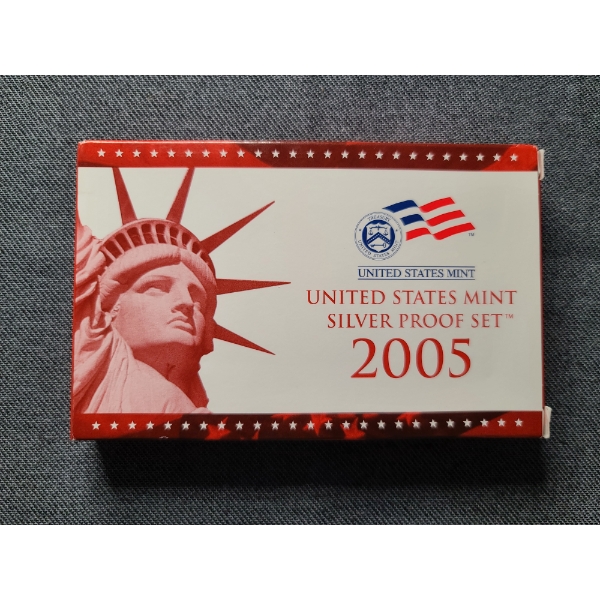 UNITED STATES MINT
UNITED STATES MINT
SILVER PROOF SET™
2005